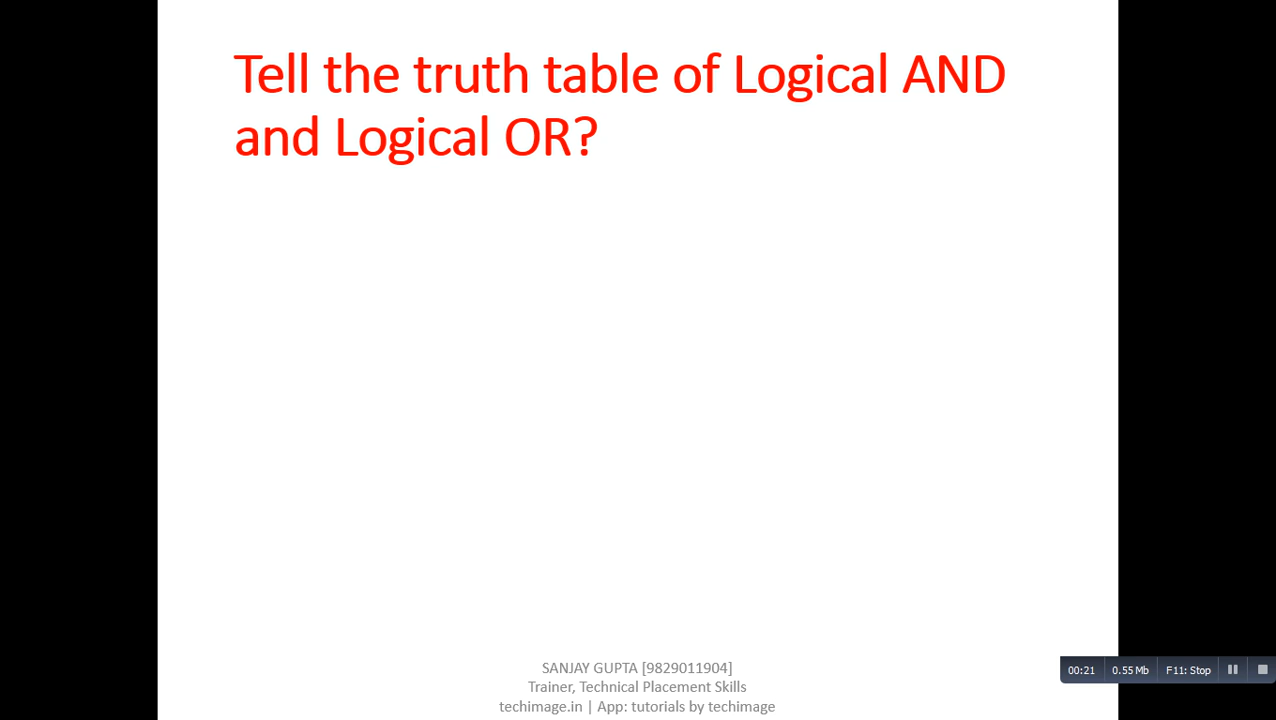 Tell the truth table of Logical AND
and Logical OR?
SANJAY GUPTA [9829011904]
Trainer, Technical Placement Skills
techimage.in | App: tutorials by techimage
00:21 0.55 Mb F11: Stop